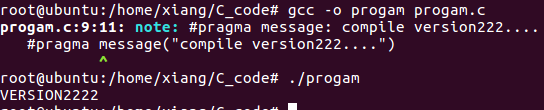 root@ubuntu:/home/xiang/C_code# gcc -o progam progam.c
progam.c:9:11: note: #pragma message: compile version222....
#pragma message("compile version222....")
^
root@ubuntu:/home/xiang/C_code# ./progam
VERSION2222
root@ubuntu:/home/xiang/C_code#